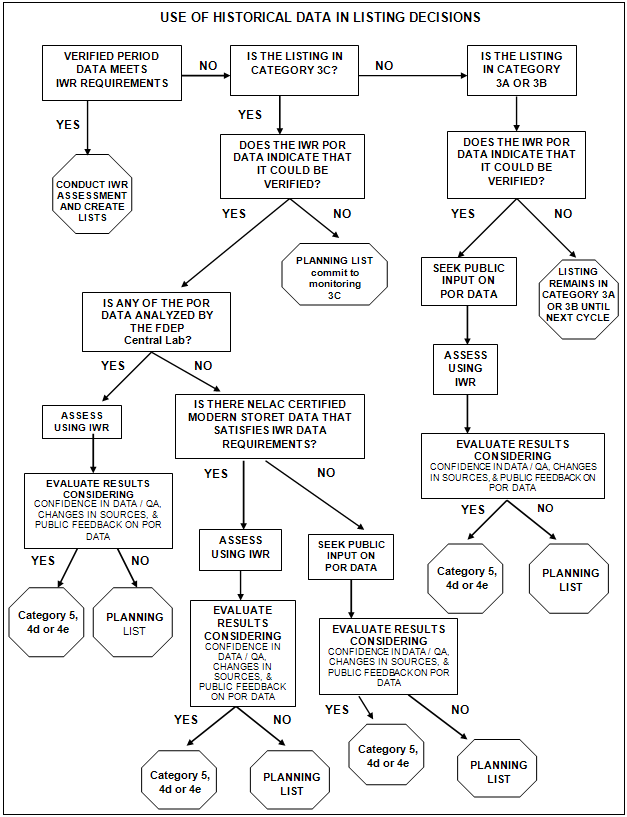 USE OF HISTORICAL DATA IN LISTING DECISIONS
VERIFIED PERIOD
DATA MEETS
IWR REQUIREMENTS
NO
IS THE LISTING IN
CATEGORY 3C?
NO
IS THE LISTING
IN CATEGORY
3A OR 3B
YES
YES
CONDUCT IWR
ASSESSMENT
AND CREATE
LISTS
DOES THE IWR POR
DATA INDICATE THAT
IT COULD BE
VERIFIED?
DOES THE IWR POR
DATA INDICATE THAT
IT COULD BE
VERIFIED?
YES
NO
YES
NO
PLANNING LIST
commit to
monitoring
3C
SEEK PUBLIC
INPUT ON
POR DATA
LISTING
REMAINS IN
CATEGORY 3A
OR 3B UNTIL
NEXT CYCLE
IS ANY OF THE POR
DATA ANALYZED BY
THE FDEP
Central Lab?
YES
NO
ASSESS
USING
IWR
ASSESS
USING IWR
IS THERE NELAC CERTIFIED
MODERN STORET DATA THAT
SATISFIES IWR DATA
REQUIREMENTS?
EVALUATE RESULTS
CONSIDERING
CONFIDENCE IN DATA / QA, CHANGES
IN SOURCES, & PUBLIC FEEDBACK ON
POR DATA
YES
NO
EVALUATE RESULTS
CONSIDERING
CONFIDENCE IN DATA / QA,
CHANGES IN SOURCES, &
PUBLIC FEEDBACK ON POR
DATA
YES
NO
ASSESS
USING IWR
SEEK PUBLIC
INPUT ON
POR DATA
YES
NO
Category 5,
4d or 4e
PLANNING
LIST
Category 5,
4d or 4e
PLANNING
LIST
EVALUATE
RESULTS
CONSIDERING
CONFIDENCE IN
DATA / QA,
CHANGES IN
SOURCES, &
PUBLIC FEEDBACK
ON POR DATA
EVALUATE RESULTS
CONSIDERING
CONFIDENCE IN DATA / QA,
CHANGES IN SOURCES, &
PUBLIC FEEDBACK ON POR
DATA
YES
NO
YES
NO
Category 5,
4d or 4e
PLANNING
LIST
Category 5,
4d or 4e
PLANNING
LIST